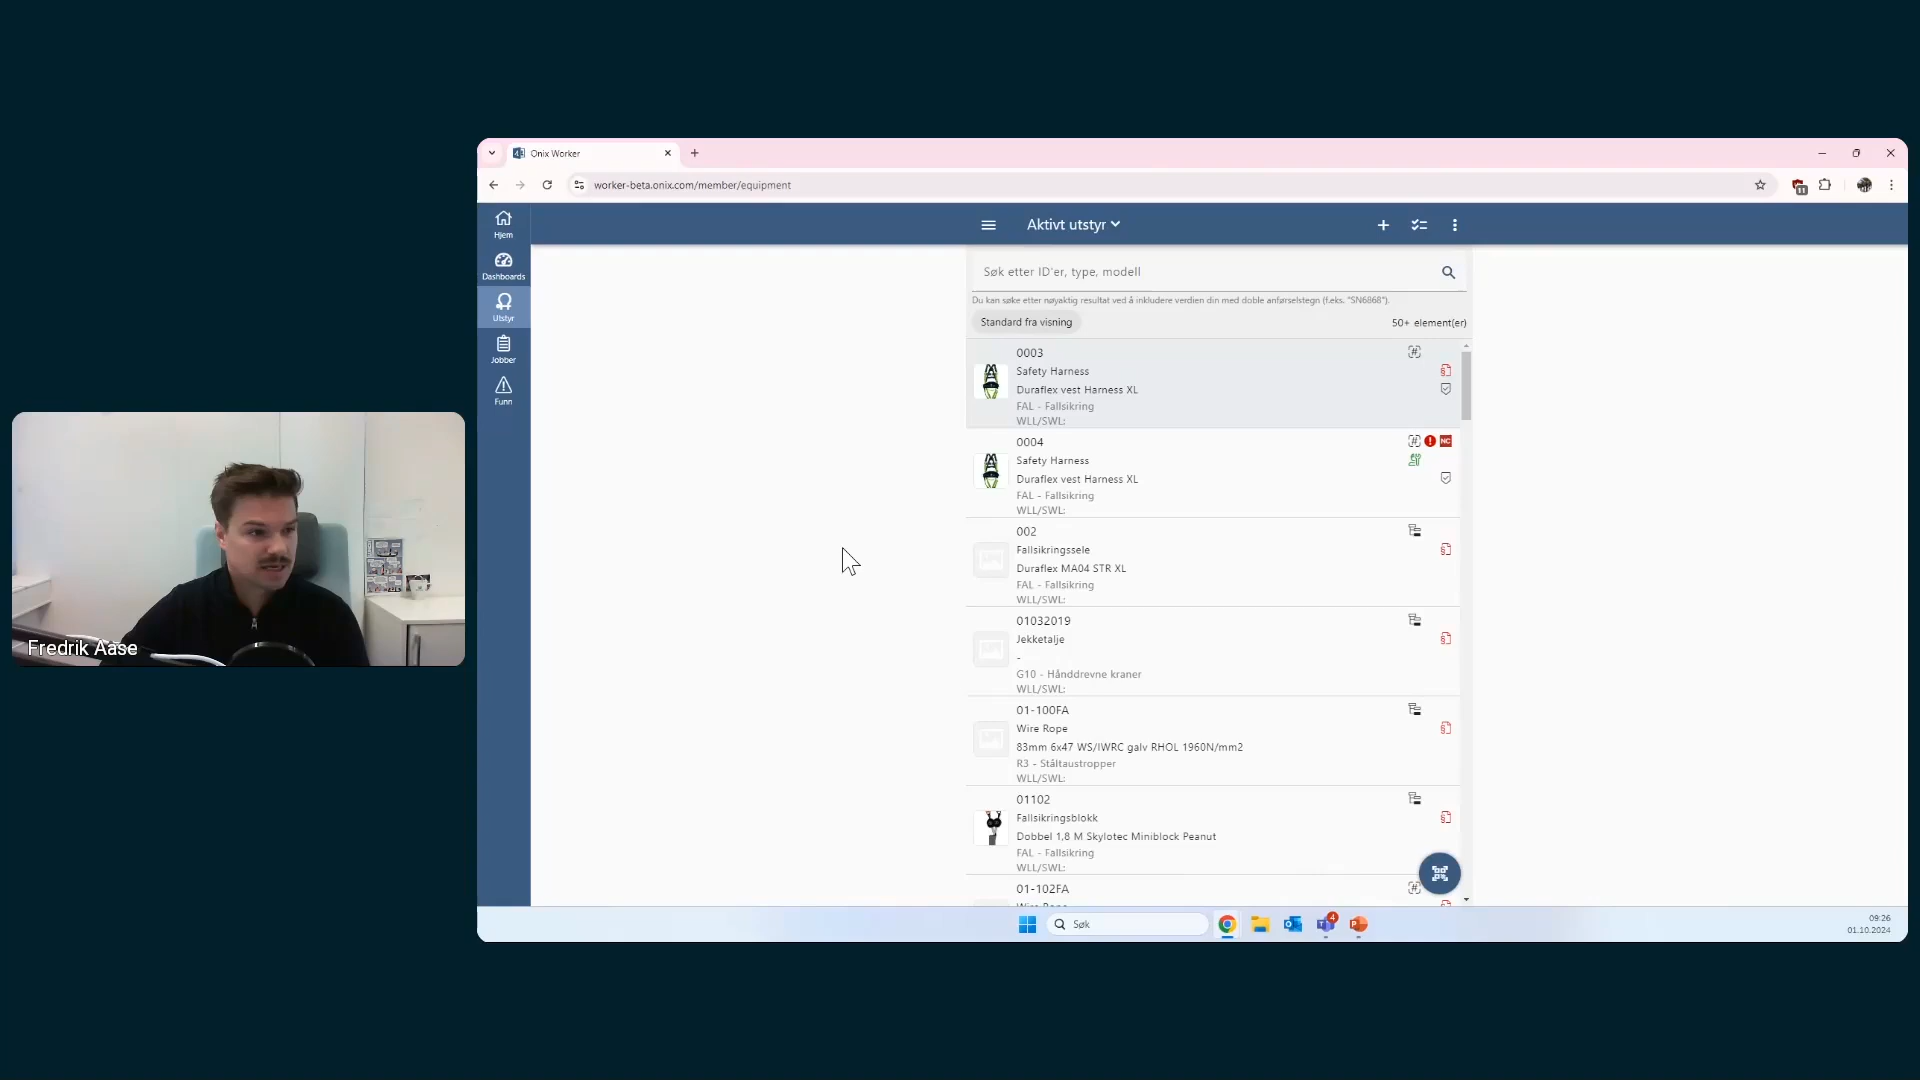 Onix Worker
worker-beta.onix.com/member/equipment
11
Hjem
Dashboards
Utstyr
Jobber
Funn
Aktivt utstyr
Søk etter ID'er, type, modell
Du kan søke etter nøyaktig resultat ved å inkludere verdien din med doble anførselstegn (f.eks. "SN6868").
Standard fra visning
50+ element(er)
0003
Safety Harness
Duraflex vest Harness XL
FAL - Fallsikring
WLL/SWL:
0004
NC
Safety Harness
Duraflex vest Harness XL
FAL - Fallsikring
WLL/SWL:
002
Fallsikringssele
Duraflex MA04 STR XL
FAL - Fallsikring
WLL/SWL:
01032019
Jekketalje
-
G10 - Hånddrevne kraner
WLL/SWL:
01-100FA
Wire Rope
83mm 6x47 WS/IWRC galv RHOL 1960N/mm2
R3 - Ståltaustropper
WLL/SWL:
01102
Fallsikringsblokk
Dobbel 1,8 M Skylotec Miniblock Peanut
FAL - Fallsikring
WLL/SWL:
01-102FA
Wire Rope
Søk
4
09:26
01.10.2024
Fredrik Aase